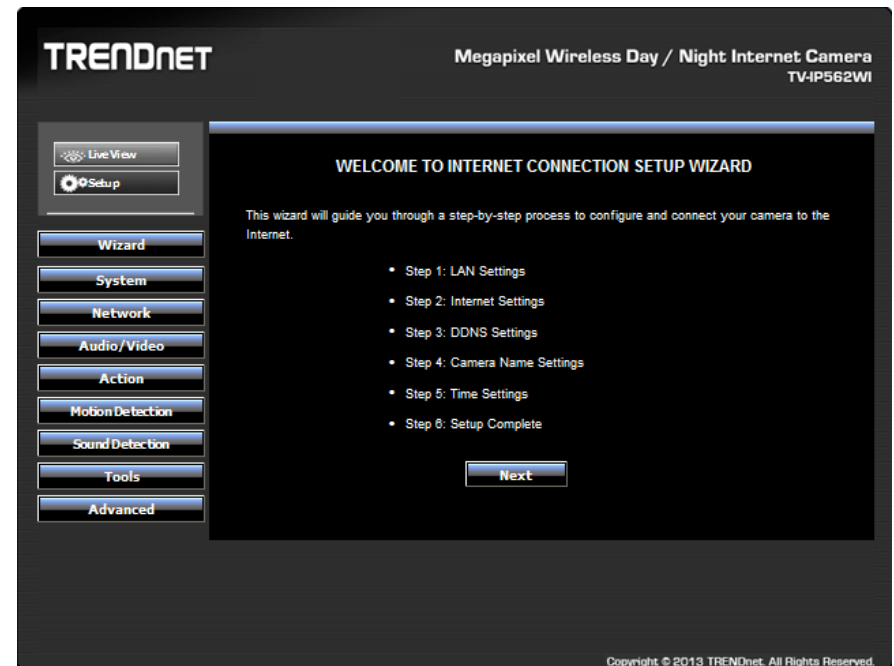 TRENDNET
Megapixel Wireless Day / Night Internet Camera
TV-IP562WI
Live View
Setup
Wizard
System
Network
Audio/Video
Action
Motion Detection
Sound Detection
Tools
Advanced
WELCOME TO INTERNET CONNECTION SETUP WIZARD
This wizard will guide you through a step-by-step process to configure and connect your camera to the
Internet.
• Step 1: LAN Settings
• Step 2: Internet Settings
• Step 3: DDNS Settings
• Step 4: Camera Name Settings
• Step 5: Time Settings
• Step 6: Setup Complete
Next
Copyright © 2013 TRENDnet. All Rights Reserved.